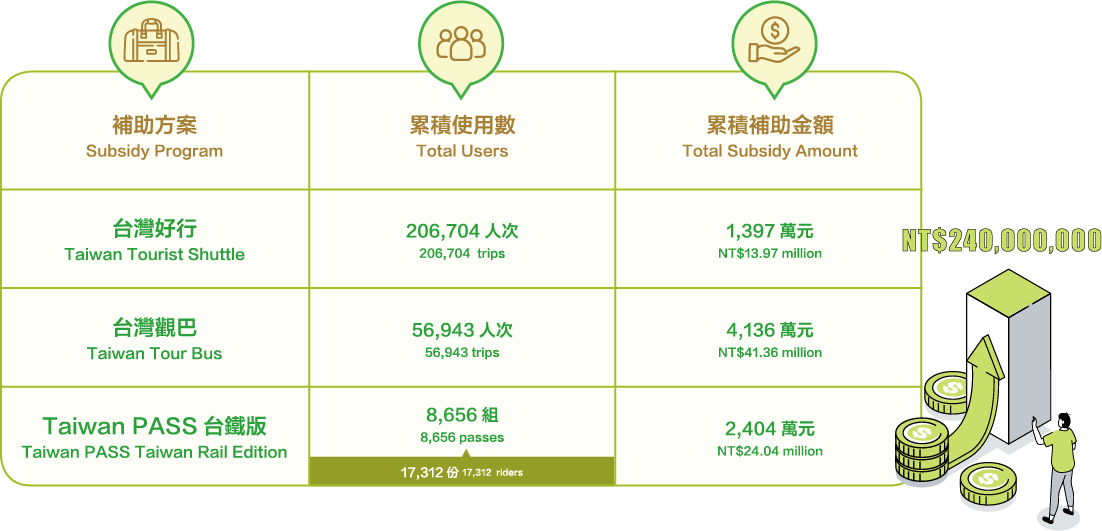 補助方案
Subsidy Program
累積使用數
Total Users
累積補助金額
Total Subsidy Amount
台灣好行
Taiwan Tourist Shuttle
206,704 人次
206,704 trips
1,397 萬元
NT$13.97 million
NT$240,000,000
台灣觀巴
Taiwan Tour Bus
56,943 人次
56,943 trips
4,136 萬元
NT$41.36 million
Taiwan PASS 台鐵版
Taiwan PASS Taiwan Rail Edition
8,656 組
8,656 passes
17,312 份 17,312 riders
2,404 萬元
NT$24.04 million